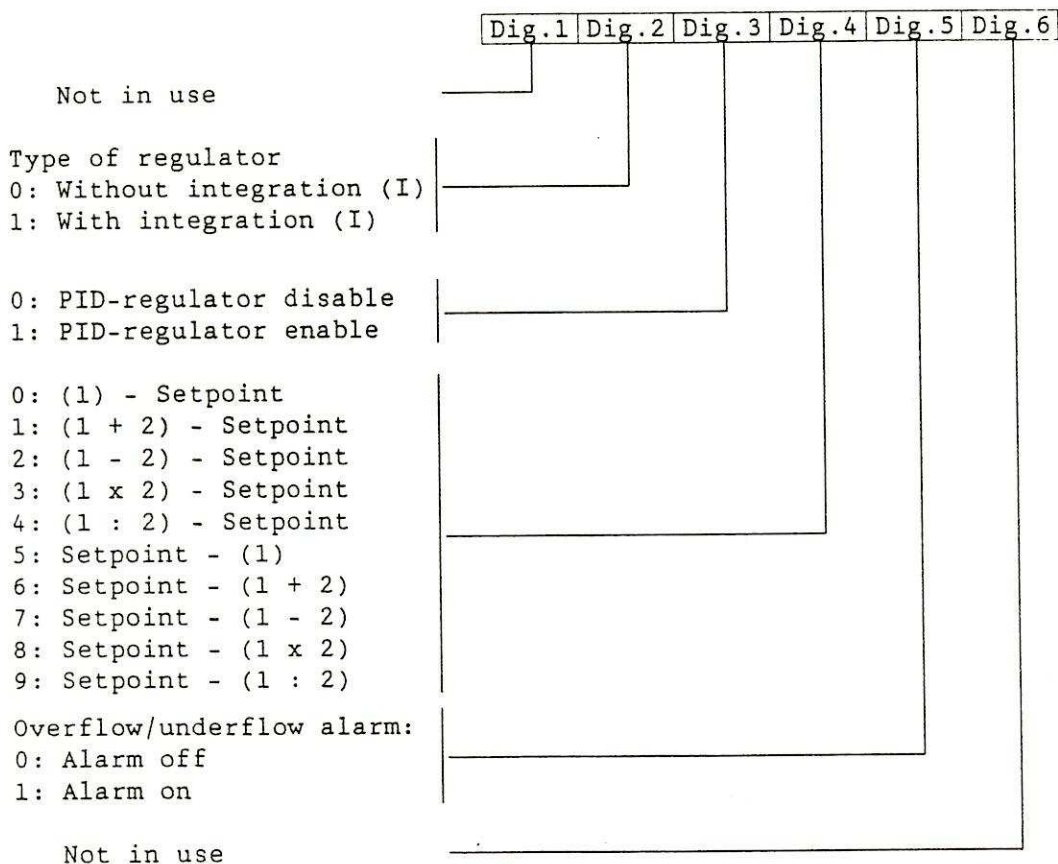 Dig.1 Dig.2 Dig.3 Dig.4 Dig.5 Dig.6
Not in use
Type of regulator
0: Without integration (I)
1: With integration (I)
0: PID-regulator disable
1: PID-regulator enable
0: (1) - Setpoint
1: (1 + 2) - Setpoint
2: (1 - 2) - Setpoint
3: (1 x 2) - Setpoint
4: (1 : 2) - Setpoint
5: Setpoint - (1)
6: Setpoint - (1 + 2)
7: Setpoint - (1 - 2)
8: Setpoint - (1 x 2)
9: Setpoint - (1 : 2)
Overflow/underflow alarm:
0: Alarm off
1: Alarm on
Not in use